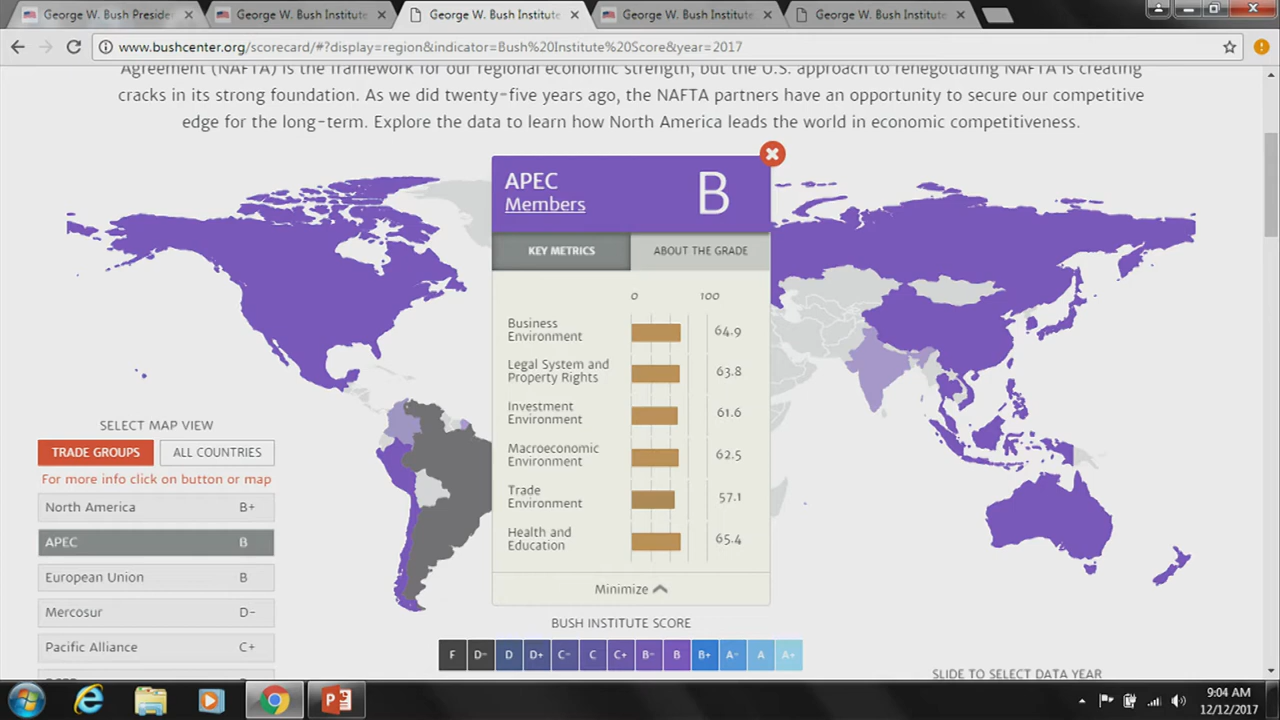 George W. Bush Preside
George W. Bush Institute
George W. Bush Institute
George W. Bush Institute
George W. Bush Institute
www.bushcenter.org/scorecard/#?display=region&indicator=Bush%20Institute%20Score&year=2017
Agreement (NAFTA) is the framework for our regional economic strength, but the U.S. approach to renegotiating NAFTA is creating
cracks in its strong foundation. As we did twenty-five years ago, the NAFTA partners have an opportunity to secure our competitive
edge for the long-term. Explore the data to learn how North America leads the world in economic competitiveness.
APEC
Members
B
KEY METRICS
ABOUT THE GRADE
0 100
Business
Environment
64.9
Legal System and
Property Rights
63.8
Investment
Environment
61.6
Macroeconomic
Environment
62.5
Trade
Environment
57.1
Health and
Education
65.4
Minimize
SELECT MAP VIEW
TRADE GROUPS
ALL COUNTRIES
For more info click on button or map
North America B+
APEC B
European Union B
Mercosur D-
Pacific Alliance C+
BUSH INSTITUTE SCORE
F D- D D+ C- C C+ B- B B+ A- A A+
SLIDE TO SELECT DATA YEAR
9:04 AM
12/12/2017